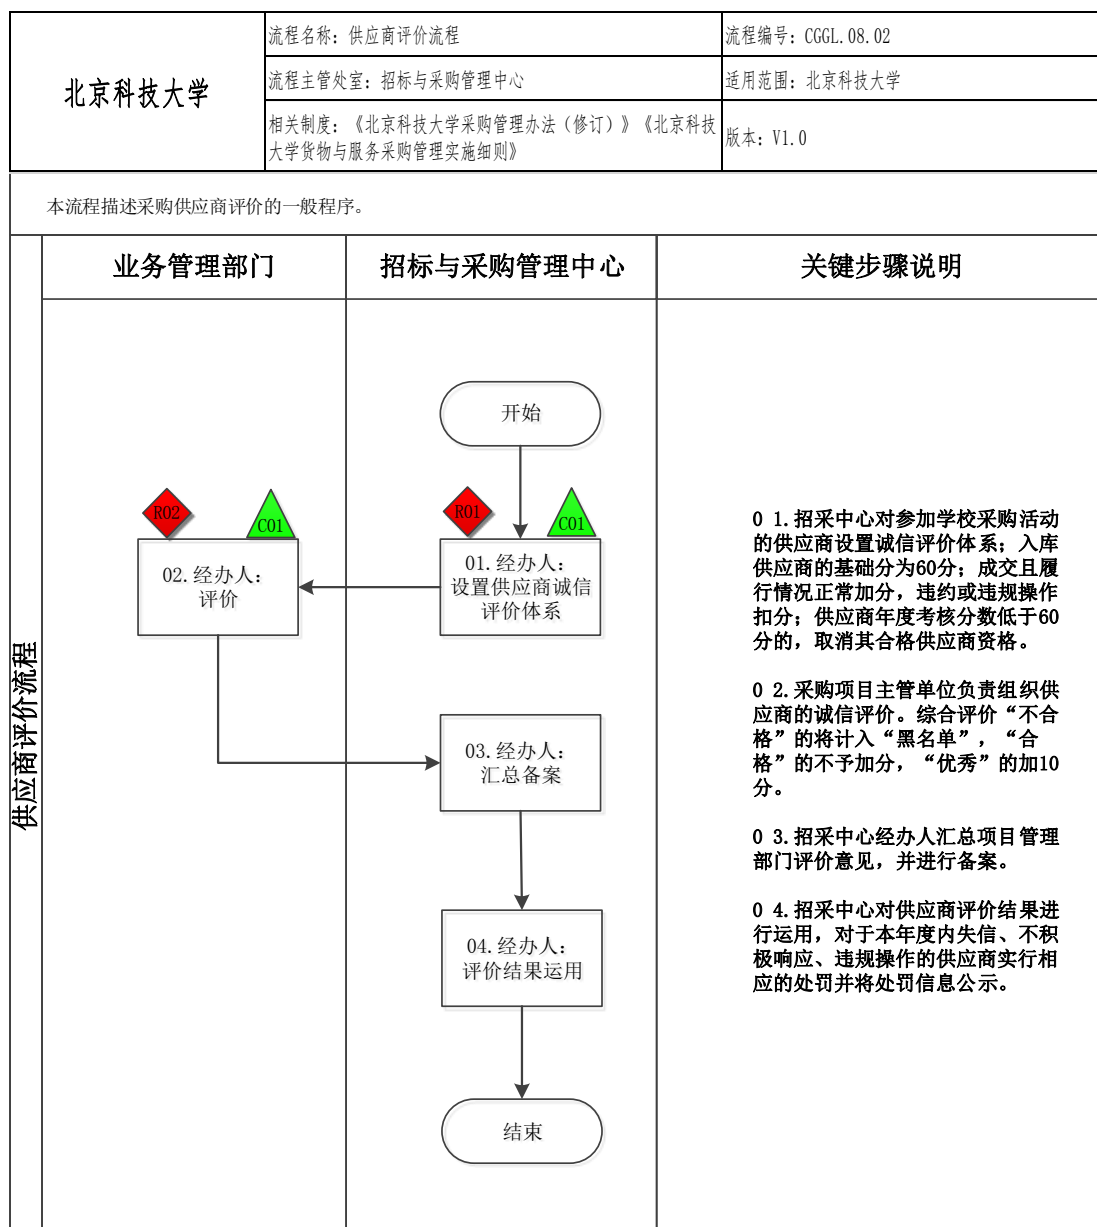 北京科技大学
流程名称：供应商评价流程
流程编号：CGGL.08.02
流程主管处室：招标与采购管理中心
适用范围：北京科技大学
相关制度：《北京科技大学采购管理办法（修订）》《北京科技
大学货物与服务采购管理实施细则》
版本：V1.0
本流程描述采购供应商评价的一般程序。
业务管理部门
招标与采购管理中心
关键步骤说明
供应商评价流程
开始
R02
C01
R01
C01
02.经办人：
评价
01.经办人：
设置供应商诚信
评价体系
03.经办人：
汇总备案
04.经办人：
评价结果运用
结束
0 1.招采中心对参加学校采购活动
的供应商设置诚信评价体系；入库
供应商的基础分为60分；成交且履
行情况正常加分，违约或违规操作
扣分；供应商年度考核分数低于60
分的，取消其合格供应商资格。
0 2.采购项目主管单位负责组织供
应商的诚信评价。综合评价“不合
格”的将计入“黑名单”，“合
格”的不予加分，“优秀”的加10
分。
0 3.招采中心经办人汇总项目管理
部门评价意见，并进行备案。
0 4.招采中心对供应商评价结果进
行运用，对于本年度内失信、不积
极响应、违规操作的供应商实行相
应的处罚并将处罚信息公示。